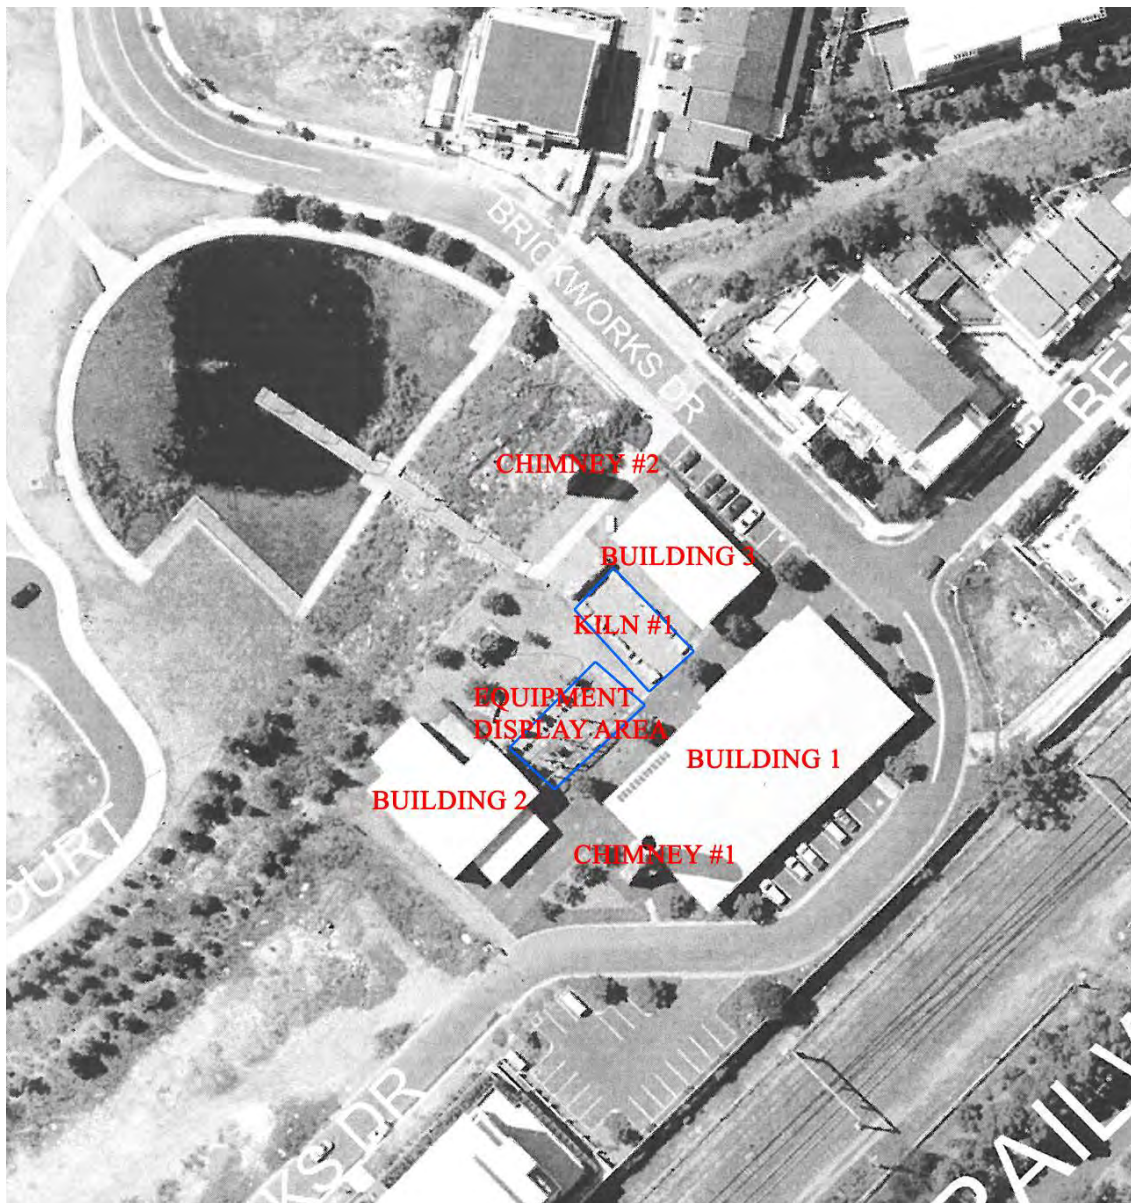 BRICKWORKS DR
CHIMNEY #2
BUILDING 3
KILN #1
EQUIPMENT
DISPLAY AREA
BUILDING 1
BUILDING 2
CHIMNEY #1
OURT
KS DR
RAILW